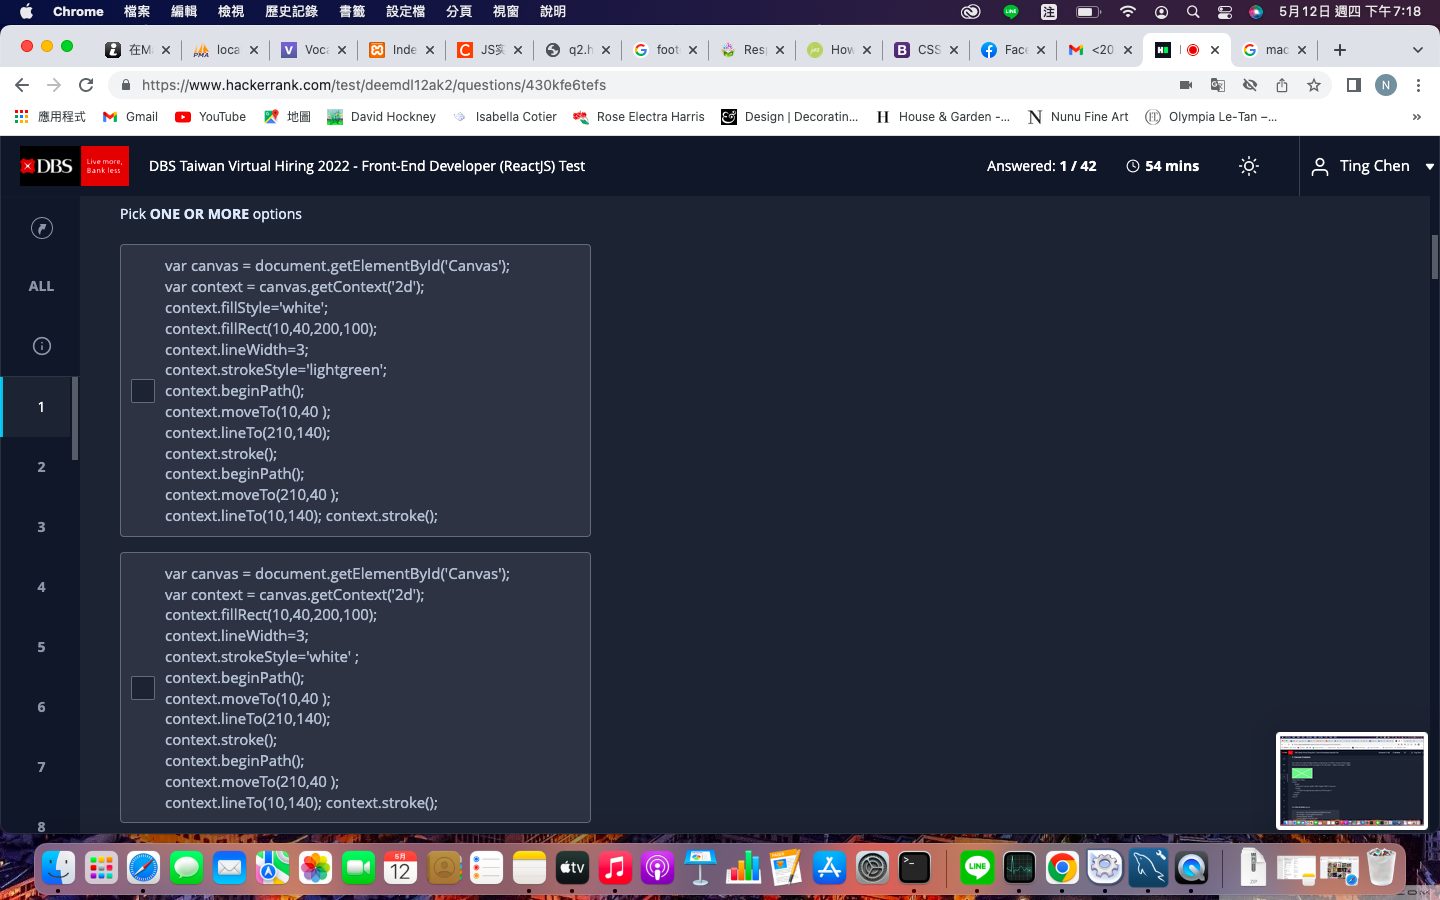 Chrome 檔案 編輯 檢視 歷史記錄 書籤 設定檔 分頁 視窗 說明 注 5月12日 週四 下午7:18
在M loca Voca Inde JS實 q2.h foot Res How CSS Face <20 mac
https://www.hackerrank.com/test/deemdl12ak2/questions/430kfe6tefs N
應用程式 Gmail YouTube 地圖 David Hockney Isabella Cotier Rose Electra Harris Design | Decoratin... House & Garden -... Nunu Fine Art Olympia Le-Tan –... »
DBS Live more, Bank less DBS Taiwan Virtual Hiring 2022 - Front-End Developer (ReactJS) Test Answered: 1 / 42 54 mins Ting Chen
Pick ONE OR MORE options
ALL
1
2
3
4
5
6
7
8
var canvas = document.getElementById('Canvas');
var context = canvas.getContext('2d');
context.fillStyle='white';
context.fillRect(10,40,200,100);
context.lineWidth=3;
context.strokeStyle='lightgreen';
context.beginPath();
context.moveTo(10,40 );
context.lineTo(210,140);
context.stroke();
context.beginPath();
context.moveTo(210,40 );
context.lineTo(10,140); context.stroke();
var canvas = document.getElementById('Canvas');
var context = canvas.getContext('2d');
context.fillRect(10,40,200,100);
context.lineWidth=3;
context.strokeStyle='white' ;
context.beginPath();
context.moveTo(10,40 );
context.lineTo(210,140);
context.stroke();
context.beginPath();
context.moveTo(210,40 );
context.lineTo(10,140); context.stroke();
5月
12
tv
LINE
ZIP